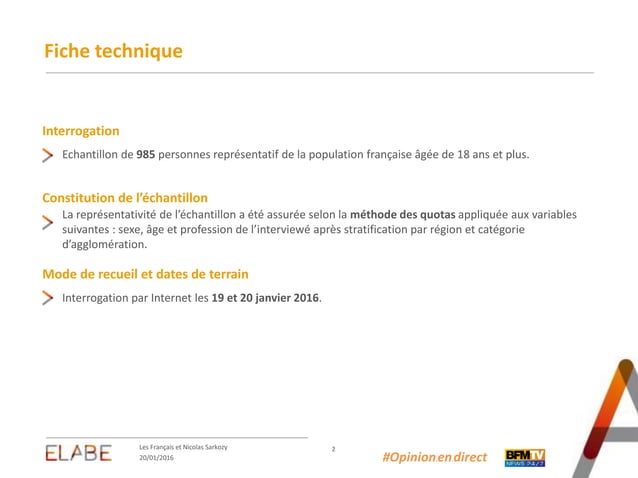 Fiche technique
Interrogation
Echantillon de 985 personnes représentatif de la population française âgée de 18 ans et plus.
Constitution de l’échantillon
La représentativité de l’échantillon a été assurée selon la méthode des quotas appliquée aux variables
suivantes : sexe, âge et profession de l’interviewé après stratification par région et catégorie
d’agglomération.
Mode de recueil et dates de terrain
Interrogation par Internet les 19 et 20 janvier 2016.
ELABE
Les Français et Nicolas Sarkozy
20/01/2016
2
#Opinion en direct
BFMTV
NEWS 24/7